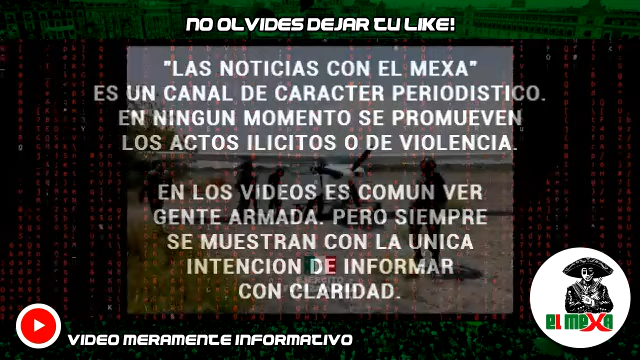 NO OLVIDES DEJAR TU LIKE!
"LAS NOTICIAS CON EL MEXA"
ES UN CANAL DE CARACTER PERIODISTICO.
EN NINGUN MOMENTO SE PROMUEVEN
LOS ACTOS ILICITOS O DE VIOLENCIA.
EN LOS VIDEOS ES COMUN VER
GENTE ARMADA. PERO SIEMPRE
SE MUESTRAN CON LA UNICA
INTENCION DE INFORMAR
CON CLARIDAD.
EL MEXA
VIDEO MERAMENTE INFORMATIVO